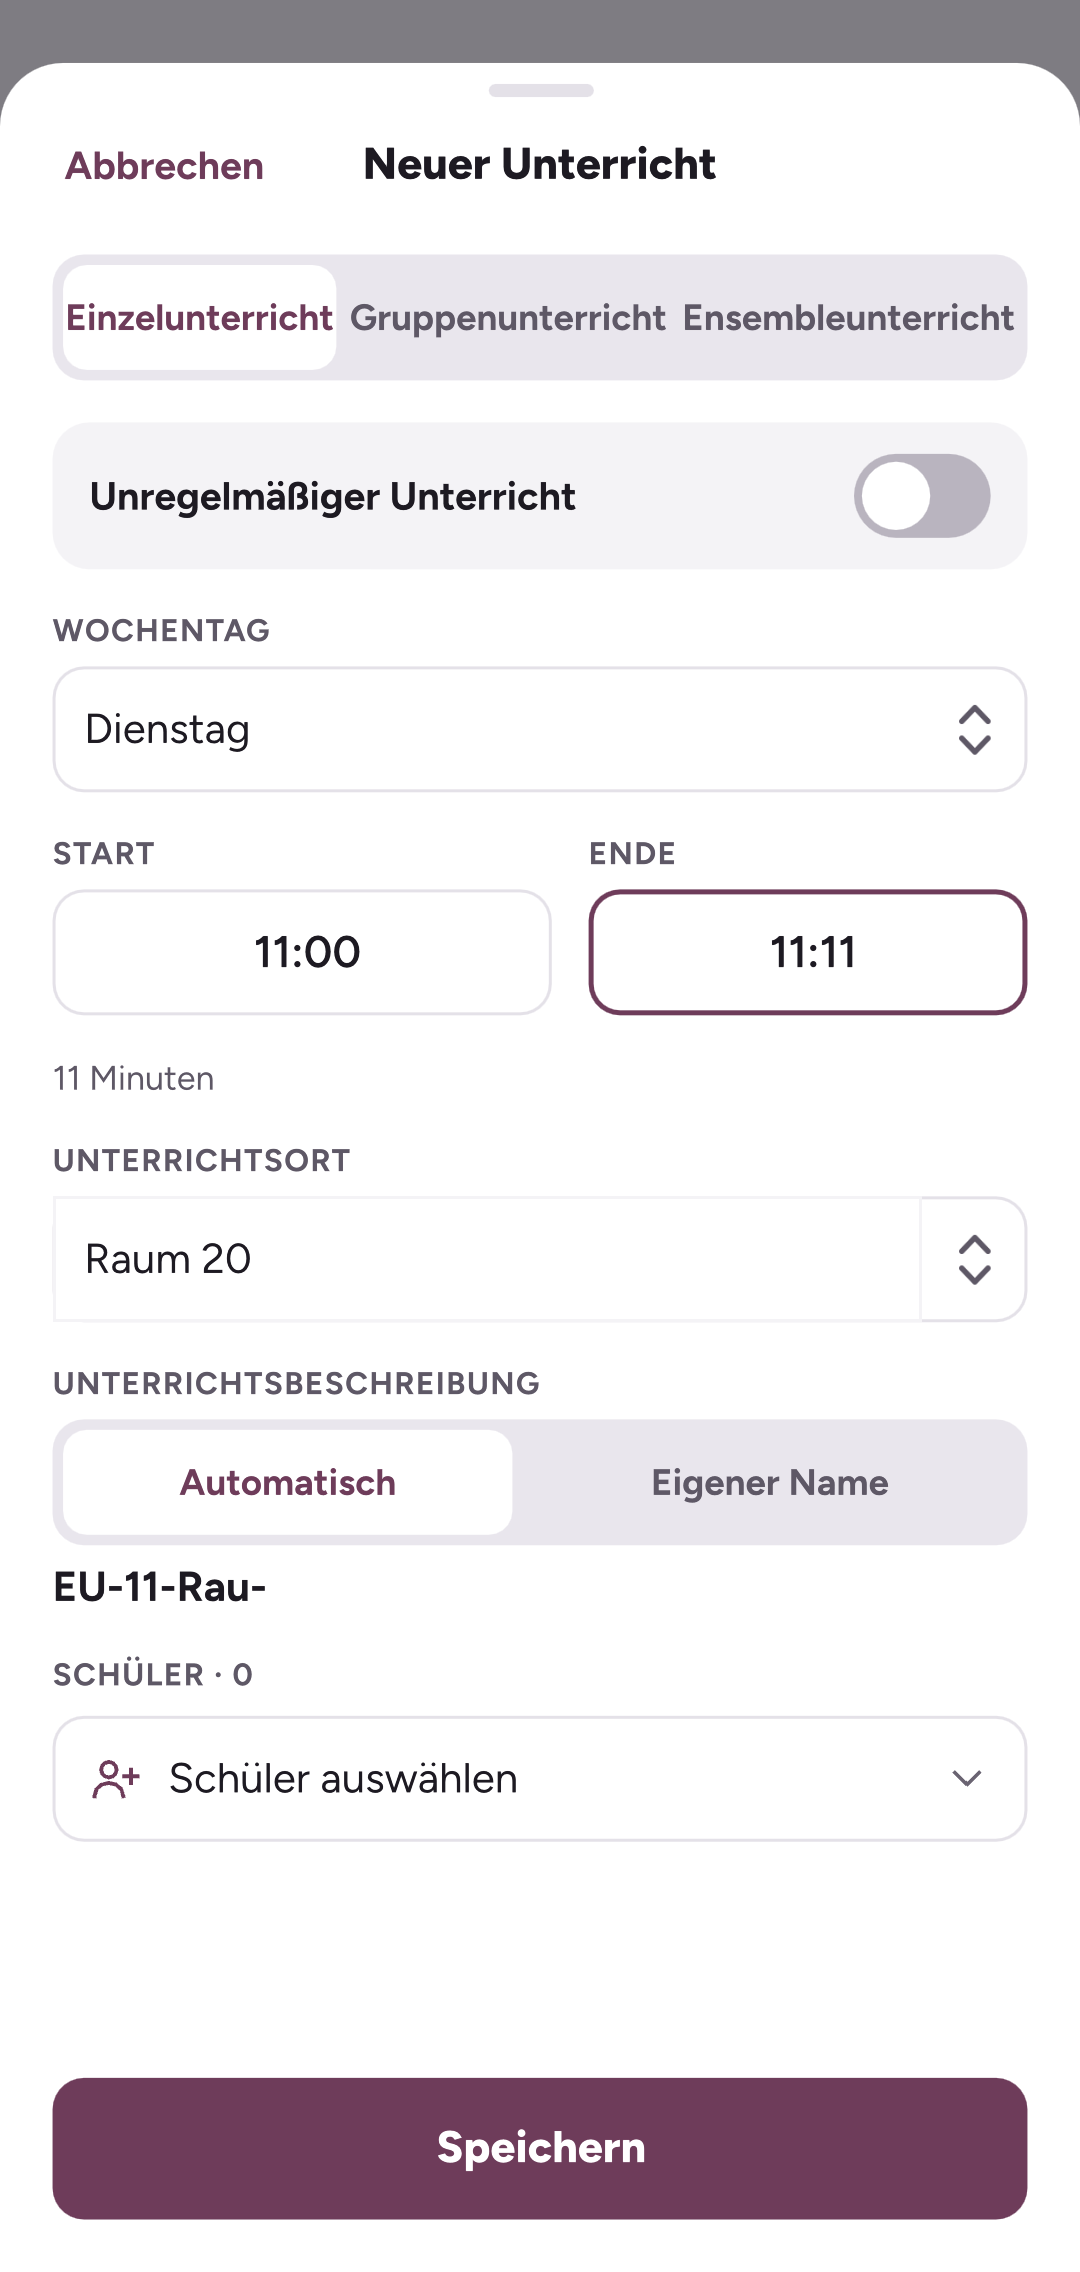 Abbrechen
Neuer Unterricht
Einzelunterricht
Gruppenunterricht
Ensembleunterricht
Unregelmäßiger Unterricht
WOCHENTAG
Dienstag
START
ENDE
11:00
11:11
11 Minuten
UNTERRICHTSORT
Raum 20
UNTERRICHTSBESCHREIBUNG
Automatisch
Eigener Name
EU-11-Rau-
SCHÜLER · 0
Schüler auswählen
Speichern